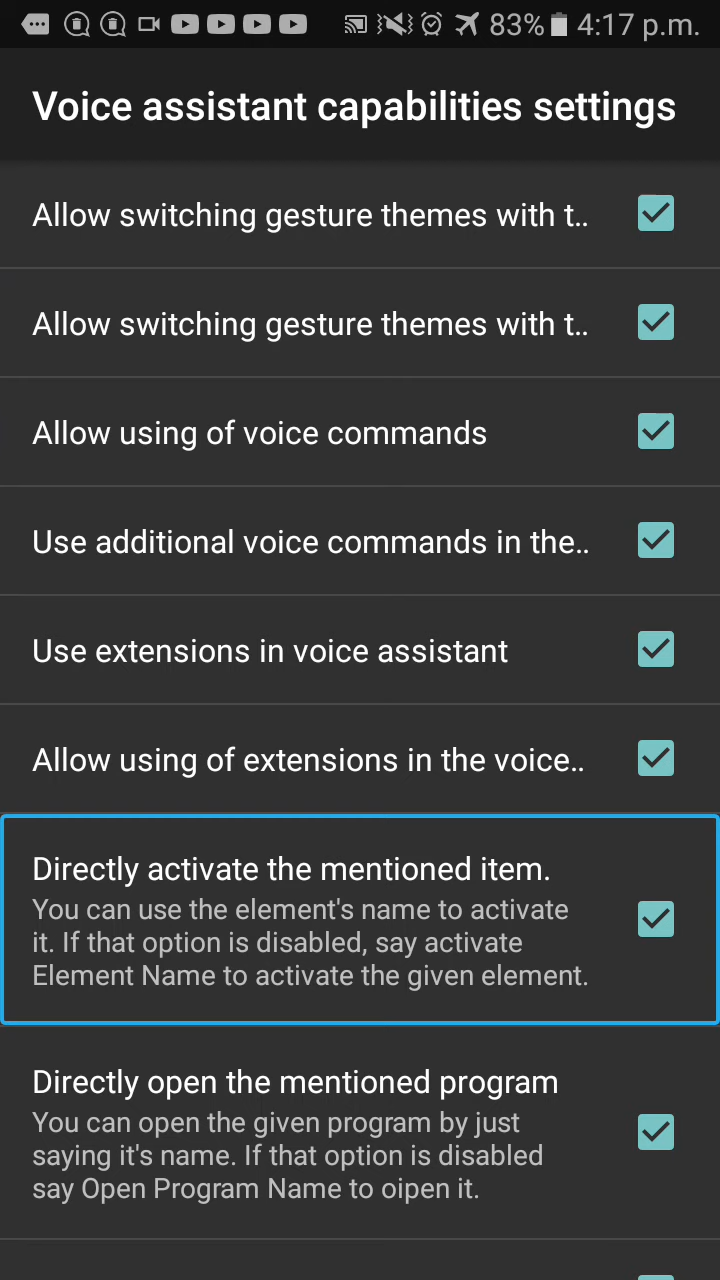 83% 4:17 p.m.
Voice assistant capabilities settings
Allow switching gesture themes with t..
Allow switching gesture themes with t..
Allow using of voice commands
Use additional voice commands in the..
Use extensions in voice assistant
Allow using of extensions in the voice..
Directly activate the mentioned item.
You can use the element's name to activate
it. If that option is disabled, say activate
Element Name to activate the given element.
Directly open the mentioned program
You can open the given program by just
saying it's name. If that option is disabled
say Open Program Name to oipen it.